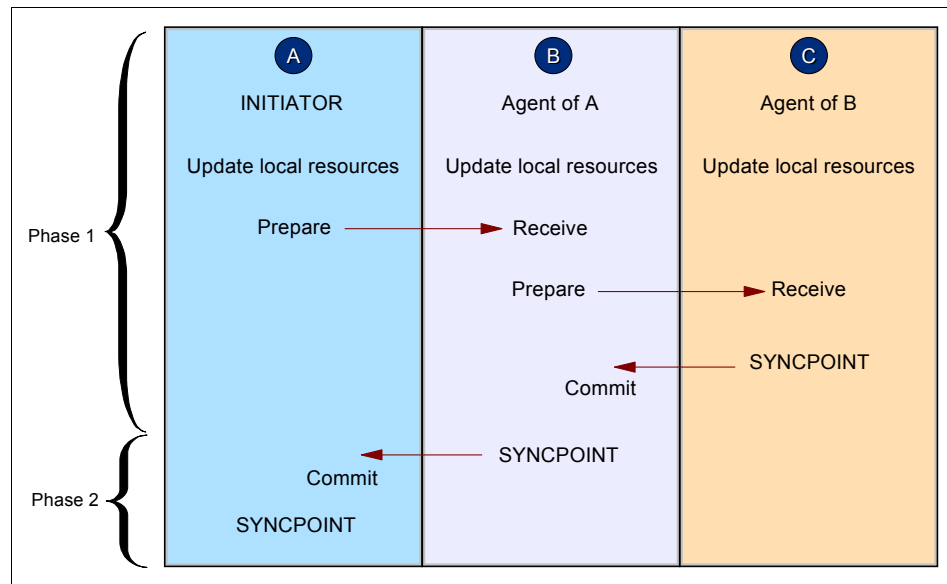 A
B
C
INITIATOR
Agent of A
Agent of B
Update local resources
Update local resources
Update local resources
Phase 1
Prepare
Receive
Prepare
Receive
SYNCPOINT
Commit
SYNCPOINT
Commit
Phase 2
SYNCPOINT